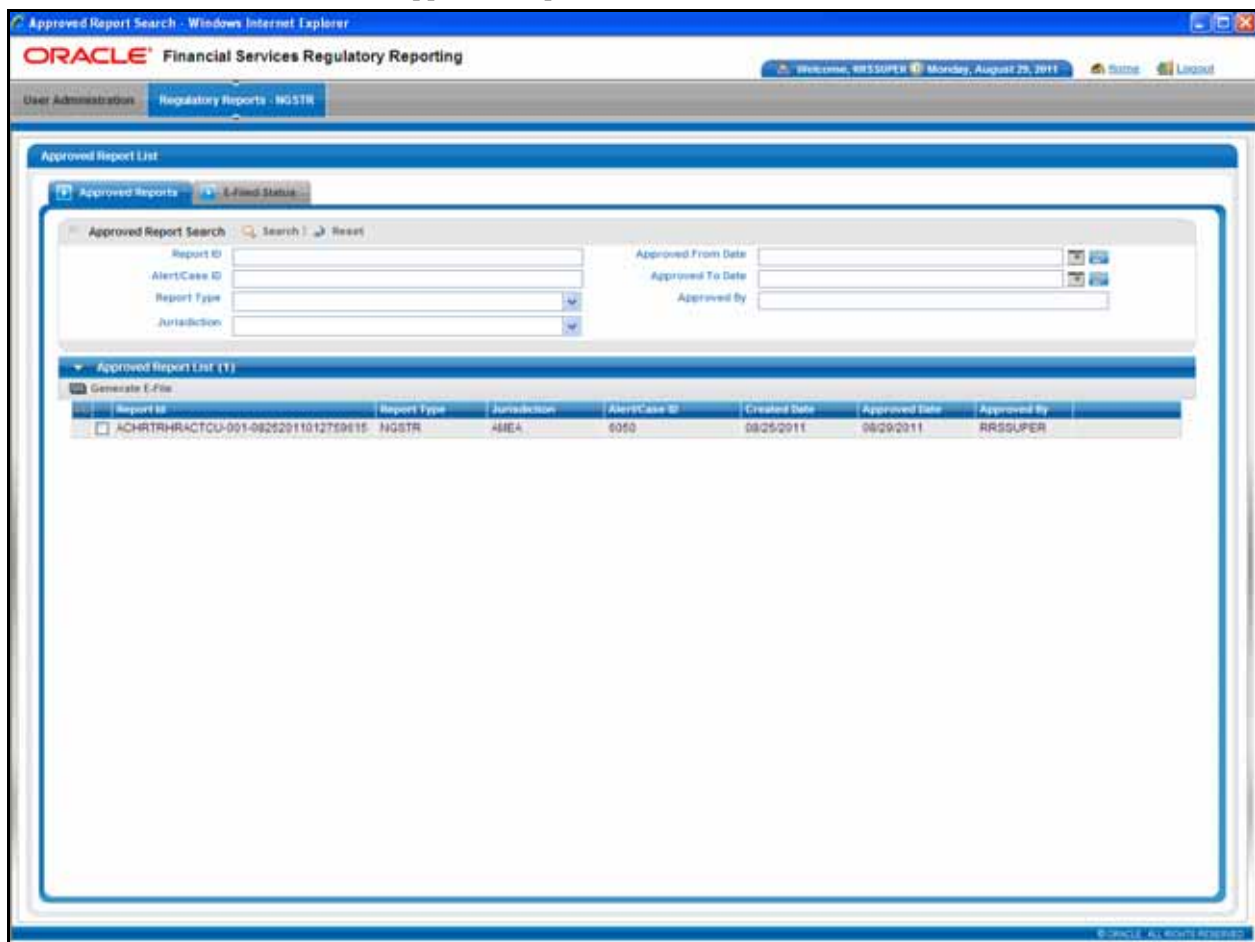 Approved Report Search - Windows Internet Explorer
ORACLE Financial Services Regulatory Reporting
Welcome, RRSSUPER Monday, August 29, 2011 Home Logout
User Administration Regulatory Reports - NGSTR
Approved Report List
Approved Reports E-Filed Status
Approved Report Search Search | Reset
Report ID Approved From Date
Alert/Case ID Approved To Date
Report Type Approved By
Jurisdiction
Approved Report List (1)
Generate E-File
Report Id Report Type Jurisdiction Alert/Case ID Created Date Approved Date Approved By
NGSTR AMEA 6050 08/25/2011 08/29/2011 RRSSUPER
© ORACLE ALL RIGHTS RESERVED